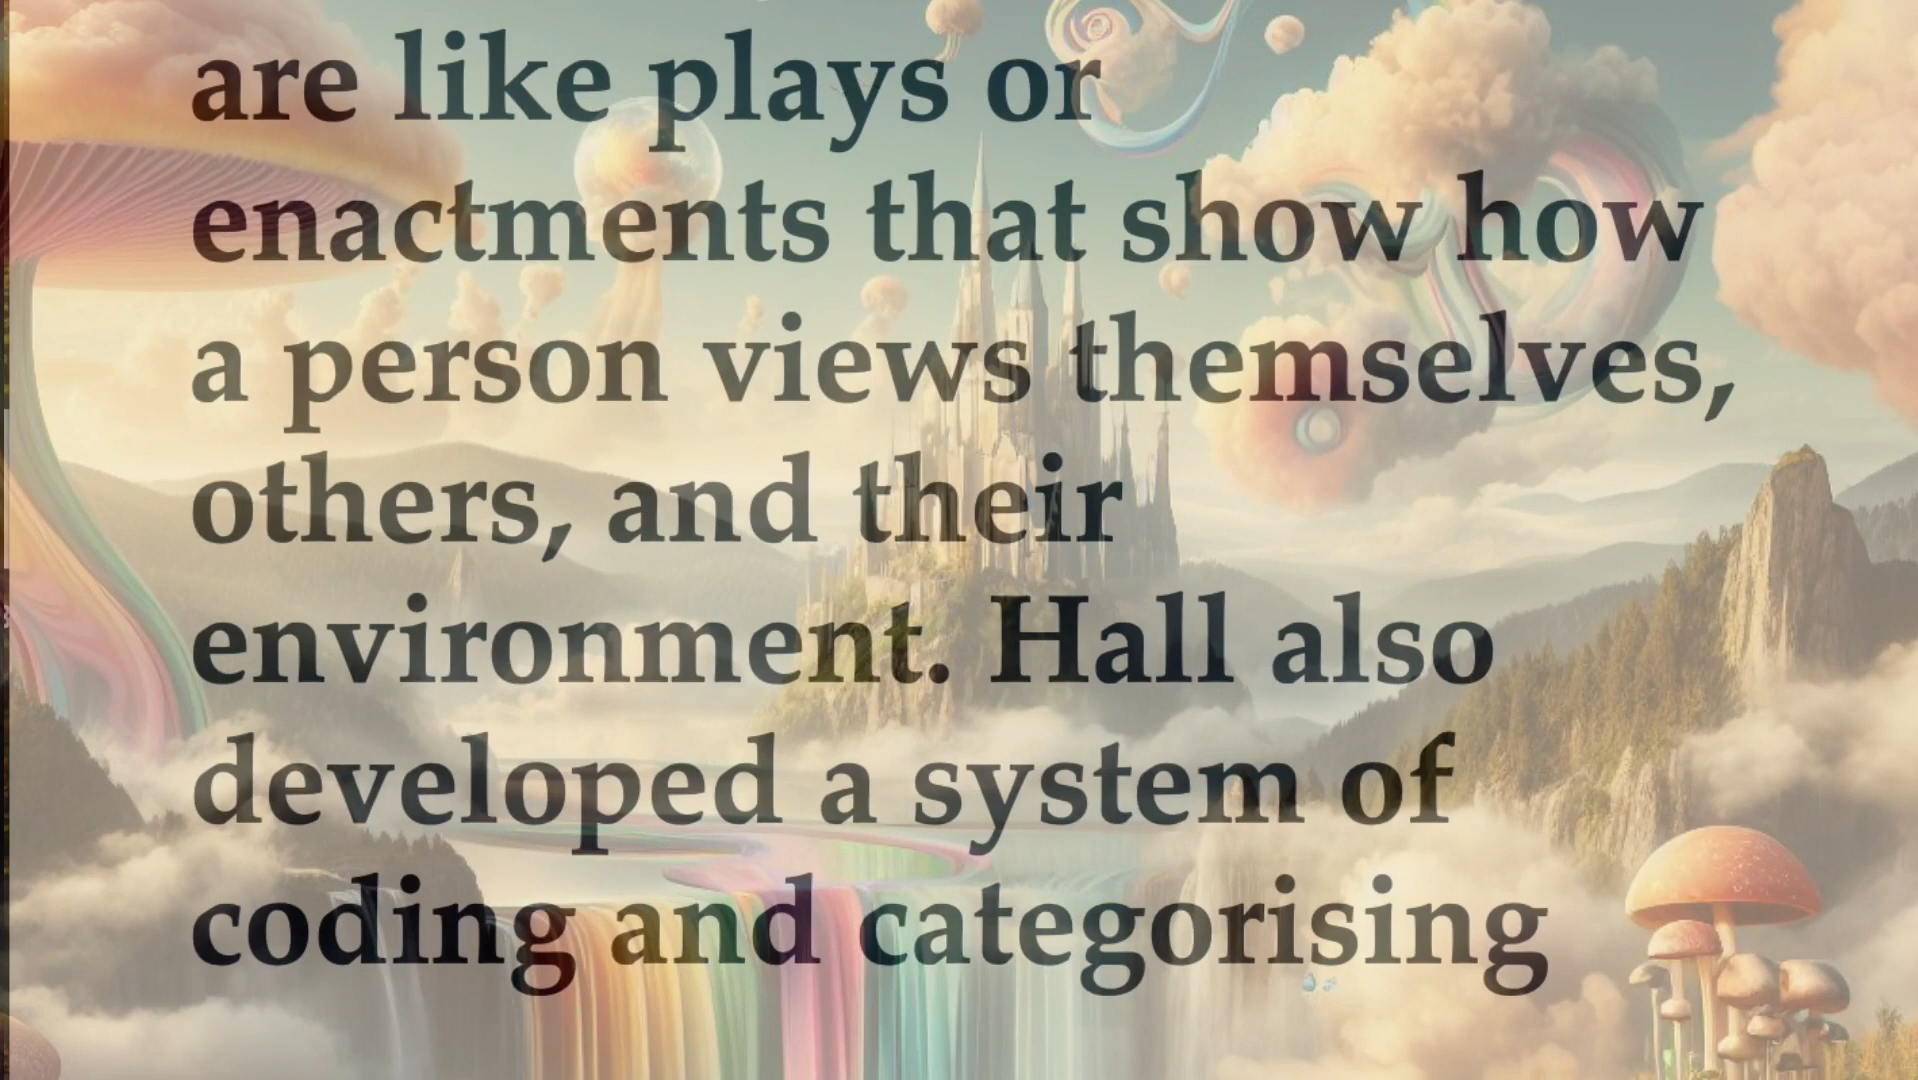 are like plays or
enactments that show how
a person views themselves,
others, and their
environment. Hall also
developed a system of
coding and categorising